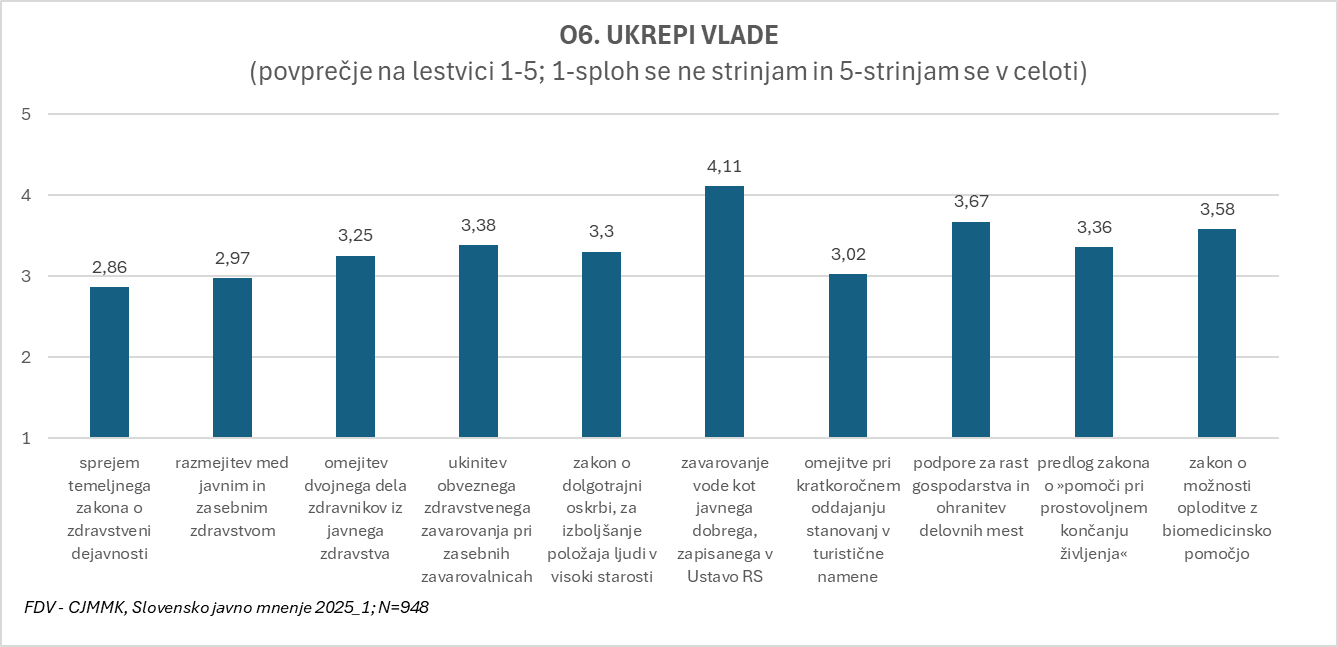 O6. UKREPI VLADE
(povprečje na lestvici 1-5; 1-sploh se ne strinjam in 5-strinjam se v celoti)
5
4
3
2
1
2,86
2,97
3,25
3,38
3,3
4,11
3,02
3,67
3,36
3,58
sprejem
temeljnega
zakona o
zdravstveni
dejavnosti
razmejitev med
javnim in
zasebnim
zdravstvom
omejitev
dvojnega dela
zdravnikov iz
javnega
zdravstva
ukinitev
obveznega
zdravstvenega
zavarovanja pri
zasebnih
zavarovalnicah
zakon o
dolgotrajni
oskrbi, za
izboljšanje
položaja ljudi v
visoki starosti
zavarovanje
vode kot
javnega
dobrega,
zapisanega v
Ustavo RS
omejitve pri
kratkoročnem
oddajanju
stanovanj v
turistične
namene
podpore za rast
gospodarstva in
ohranitev
delovnih mest
predlog zakona
o »pomoči pri
prostovoljnem
končanju
življenja«
zakon o
možnosti
oploditve z
biomedicinsko
pomočjo
FDV - CJMMK, Slovensko javno mnenje 2025_1; N=948